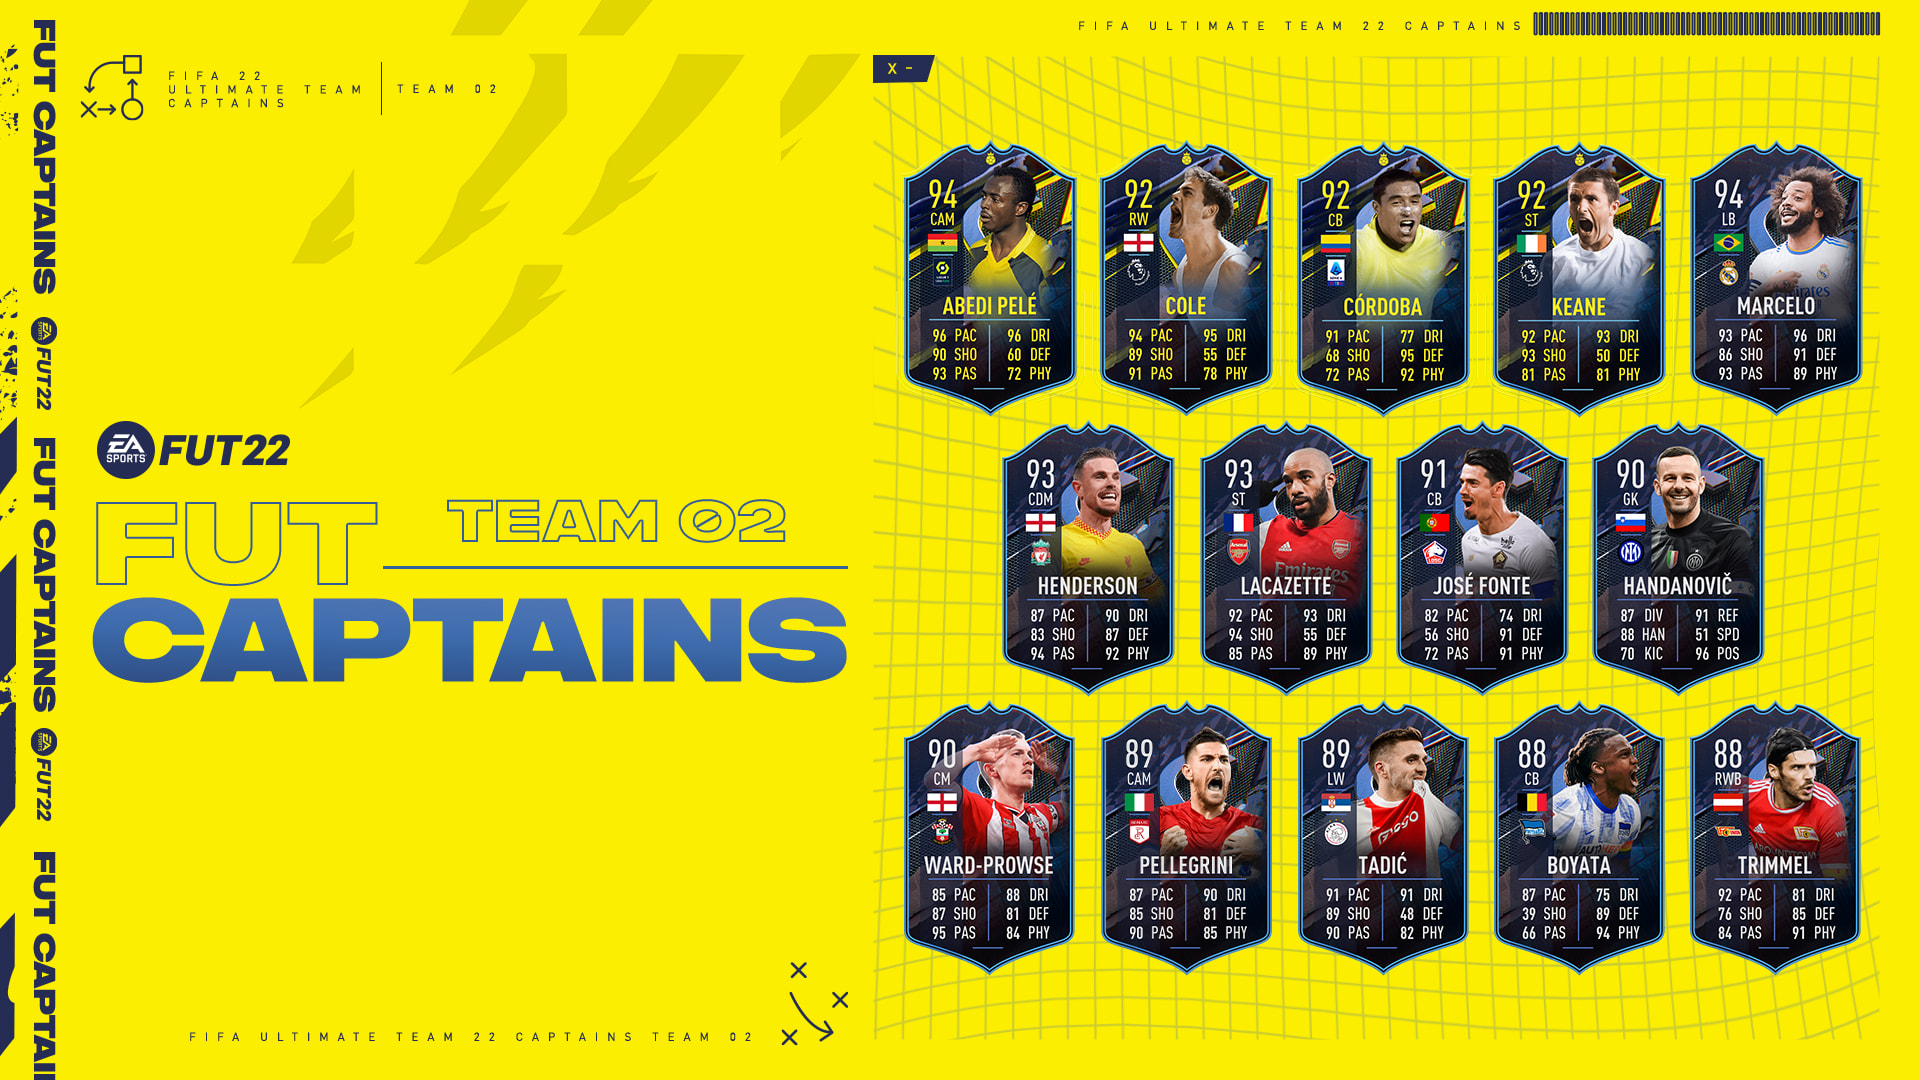 FUT CAPTAINS
EA SPORTS FUT22
FUT CAPTAINS
EA SPORTS FUT22
FUT CAPTAI
FIFA 22
ULTIMATE TEAM
CAPTAINS
TEAM 02
EA
SPORTS
FUT22
FUT
TEAM 02
CAPTAINS
FIFA ULTIMATE TEAM 22 CAPTAINS TEAM 02
FIFA ULTIMATE TEAM 22 CAPTAINS
X -
94
CAM
ABEDI PELÉ
96 PAC 96 DRI
90 SHO 60 DEF
93 PAS 72 PHY
92
RW
COLE
94 PAC 95 DRI
89 SHO 55 DEF
91 PAS 78 PHY
92
CB
CÓRDOBA
91 PAC 77 DRI
68 SHO 95 DEF
72 PAS 92 PHY
92
ST
KEANE
92 PAC 93 DRI
93 SHO 50 DEF
81 PAS 81 PHY
94
LB
MARCELO
93 PAC 96 DRI
86 SHO 91 DEF
93 PAS 89 PHY
93
CDM
HENDERSON
87 PAC 90 DRI
83 SHO 87 DEF
94 PAS 92 PHY
93
ST
Arsenal
Emirates
LACAZETTE
92 PAC 93 DRI
94 SHO 55 DEF
85 PAS 89 PHY
91
CB
LOSC
JOSÉ FONTE
82 PAC 74 DRI
56 SHO 91 DEF
72 PAS 91 PHY
90
GK
HANDANOVIČ
87 DIV 91 REF
88 HAN 51 SPD
70 KIC 96 POS
90
CM
WARD-PROWSE
85 PAC 88 DRI
87 SHO 81 DEF
95 PAS 84 PHY
89
CAM
PELLEGRINI
87 PAC 90 DRI
85 SHO 81 DEF
90 PAS 85 PHY
89
LW
TADIĆ
91 PAC 91 DRI
89 SHO 48 DEF
90 PAS 82 PHY
88
CB
BOYATA
87 PAC 75 DRI
39 SHO 89 DEF
66 PAS 94 PHY
88
RWB
TRIMMEL
92 PAC 81 DRI
76 SHO 85 DEF
84 PAS 91 PHY